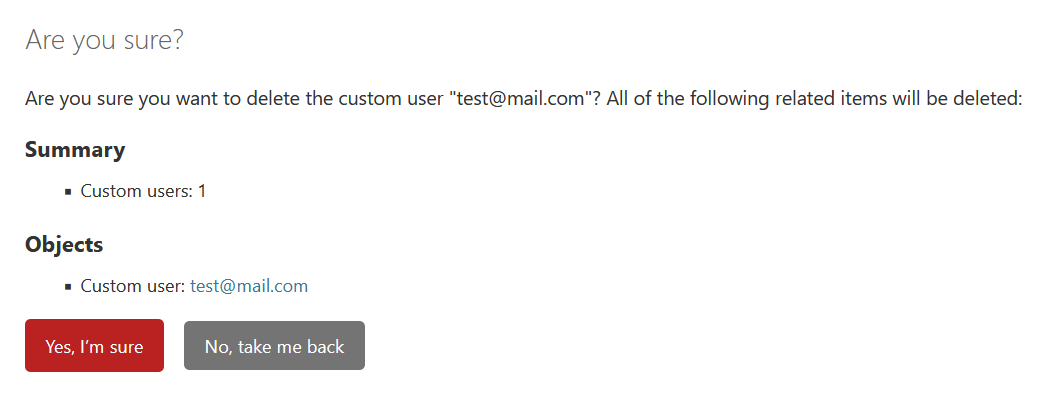 Are you sure?
Are you sure you want to delete the custom user "test@mail.com"? All of the following related items will be deleted:
Summary
Custom users: 1
Objects
Custom user: test@mail.com
Yes, I’m sure
No, take me back